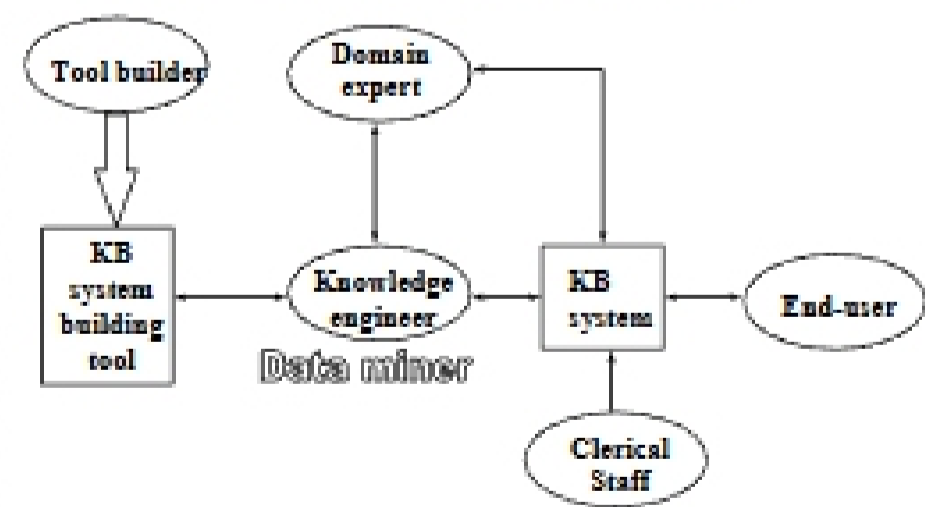 Tool builder
Domain
expert
KB
system
building
tool
Knowledge
engineer
Data miner
KB
system
End-user
Clerical
Staff